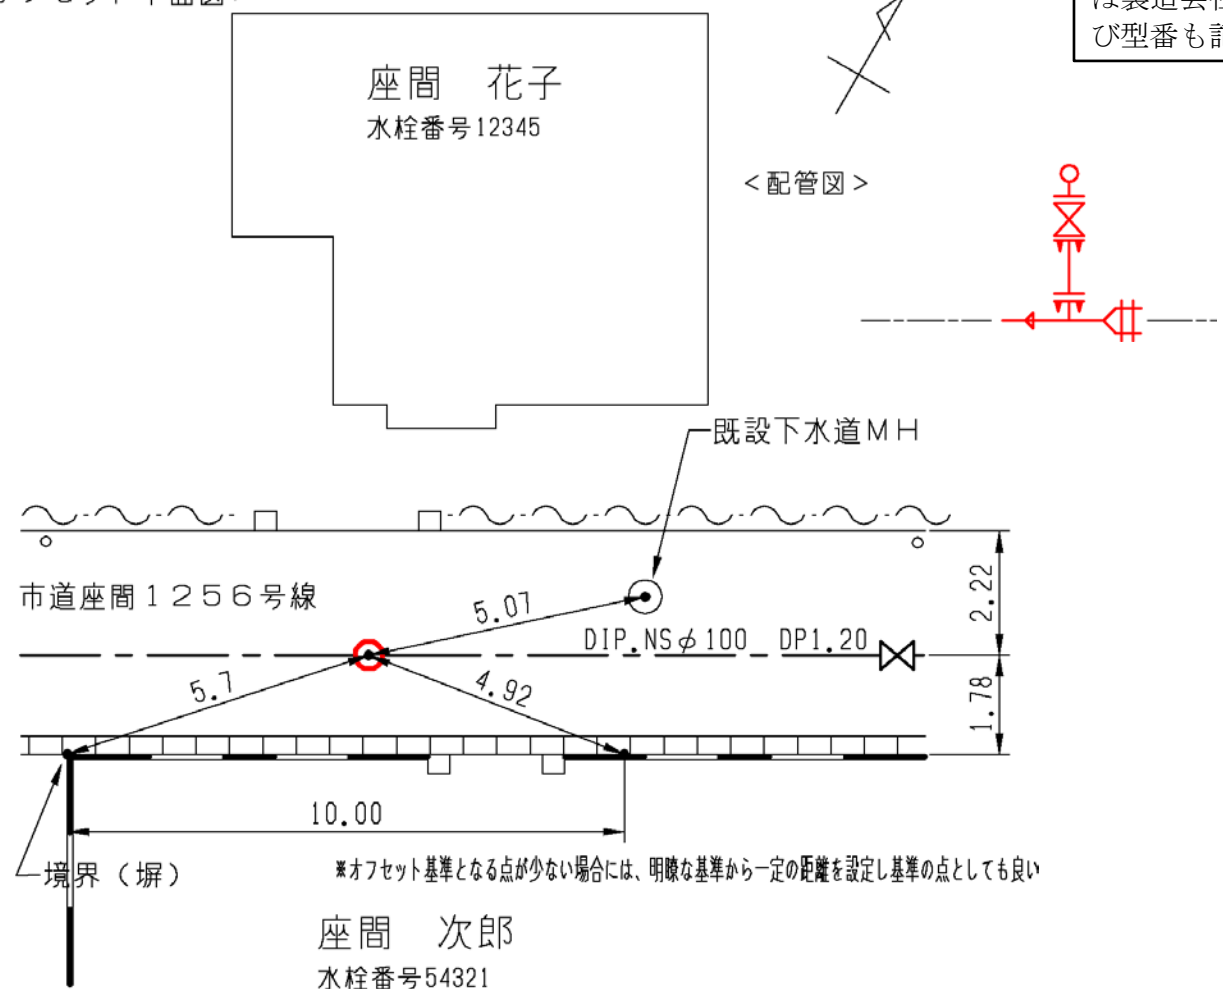 び型番も
座間　花子
水栓番号12345
＜配管図＞
既設下水道ＭＨ
市道座間１２５６号線
5.07
2.22
DIP.NSφ100 DP1.20
5.7
4.92
1.78
10.00
境界（塀）
※オフセット基準となる点が少ない場合には、明瞭な基準から一定の距離を設定し基準の点としても良い
座間　次郎
水栓番号54321